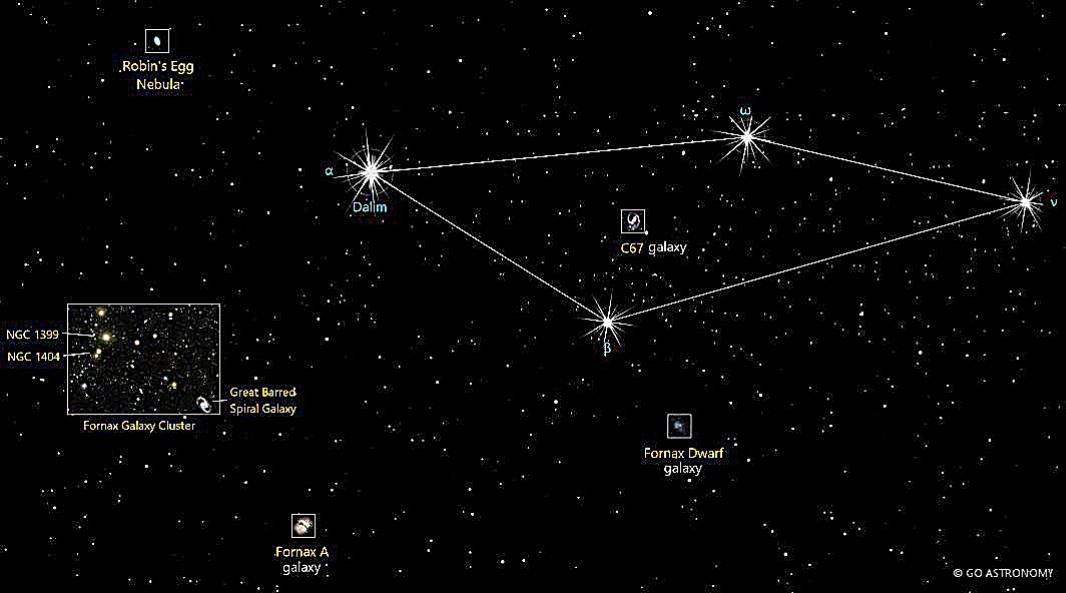 Robin's Egg
Nebula
ω
α
Dalim
ν
C67 galaxy
NGC 1399
NGC 1404
β
Great Barred
Spiral Galaxy
Fornax Galaxy Cluster
Fornax Dwarf
galaxy
Fornax A
galaxy
© GO ASTRONOMY